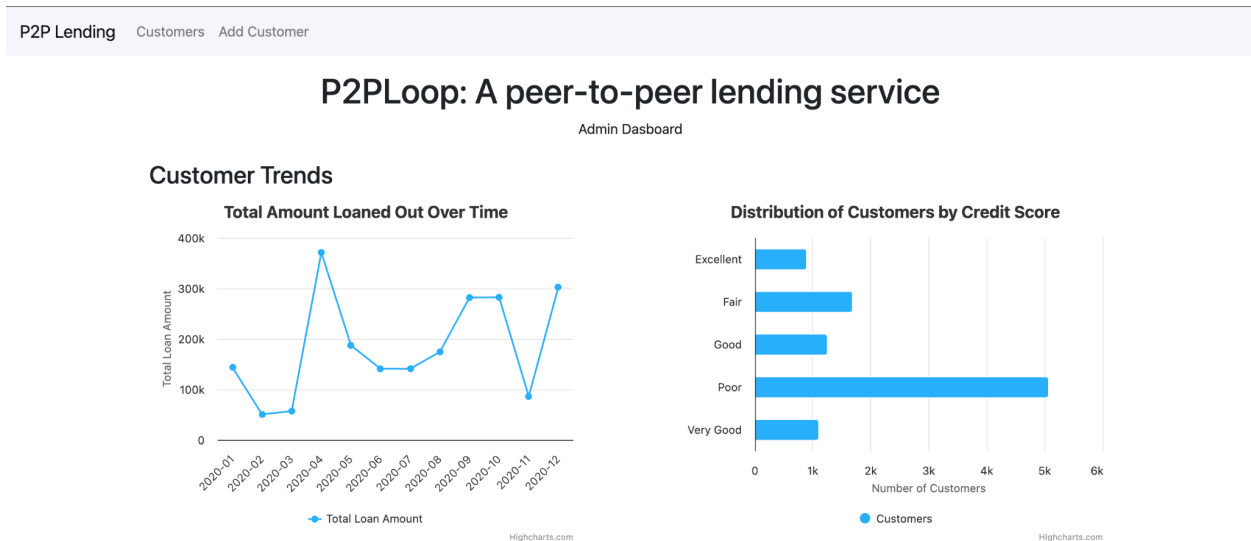 P2P Lending Customers Add Customer
P2PLoop: A peer-to-peer lending service
Admin Dasboard
Customer Trends
Total Amount Loaned Out Over Time
400k
300k
200k
100k
0
Total Loan Amount
2020-01 2020-02 2020-03 2020-04 2020-05 2020-06 2020-07 2020-08 2020-09 2020-10 2020-11 2020-12
Total Loan Amount
Highcharts.com
Distribution of Customers by Credit Score
Excellent
Fair
Good
Poor
Very Good
0 1k 2k 3k 4k 5k 6k
Number of Customers
Customers
Highcharts.com